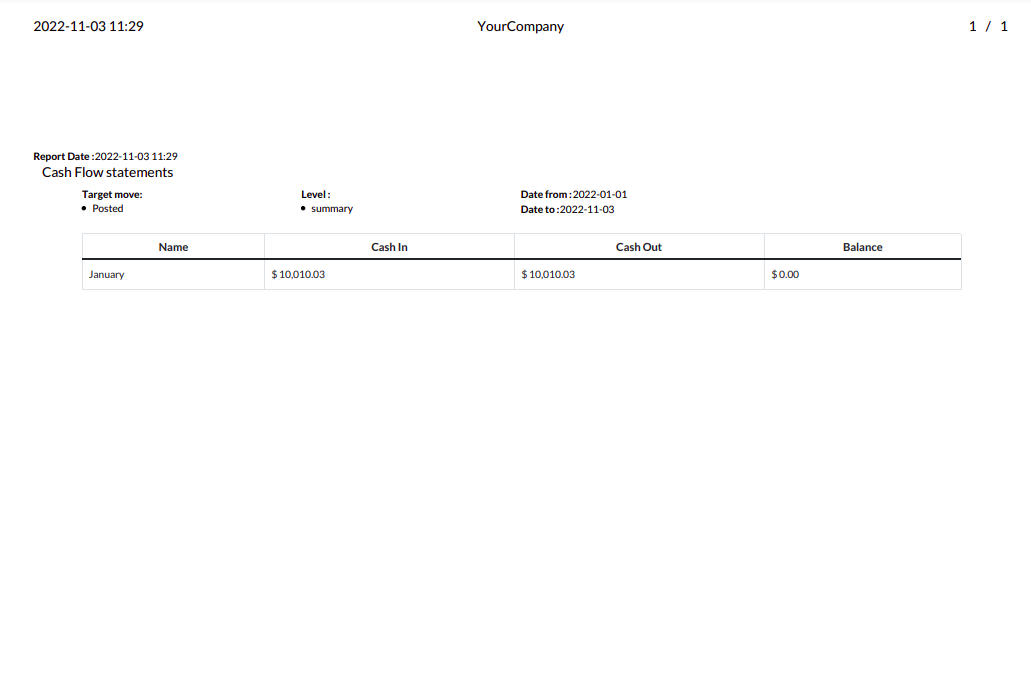 2022-11-03 11:29 YourCompany 1 / 1
Report Date :2022-11-03 11:29
Cash Flow statements
Target move: Level : Date from :2022-01-01
• Posted • summary Date to :2022-11-03
Name Cash In Cash Out Balance
January $ 10,010.03 $ 10,010.03 $ 0.00